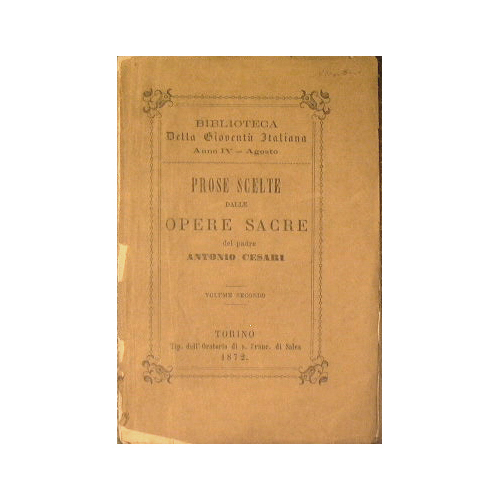 BIBLIOTECA
Della Gioventù Italiana
Anno IV – Agosto
PROSE SCELTE
DALLE
OPERE SACRE
del padre
ANTONIO CESARI
VOLUME SECONDO
TORINO
Tip. dell' Oratorio di s. Franc. di Sales
1872.